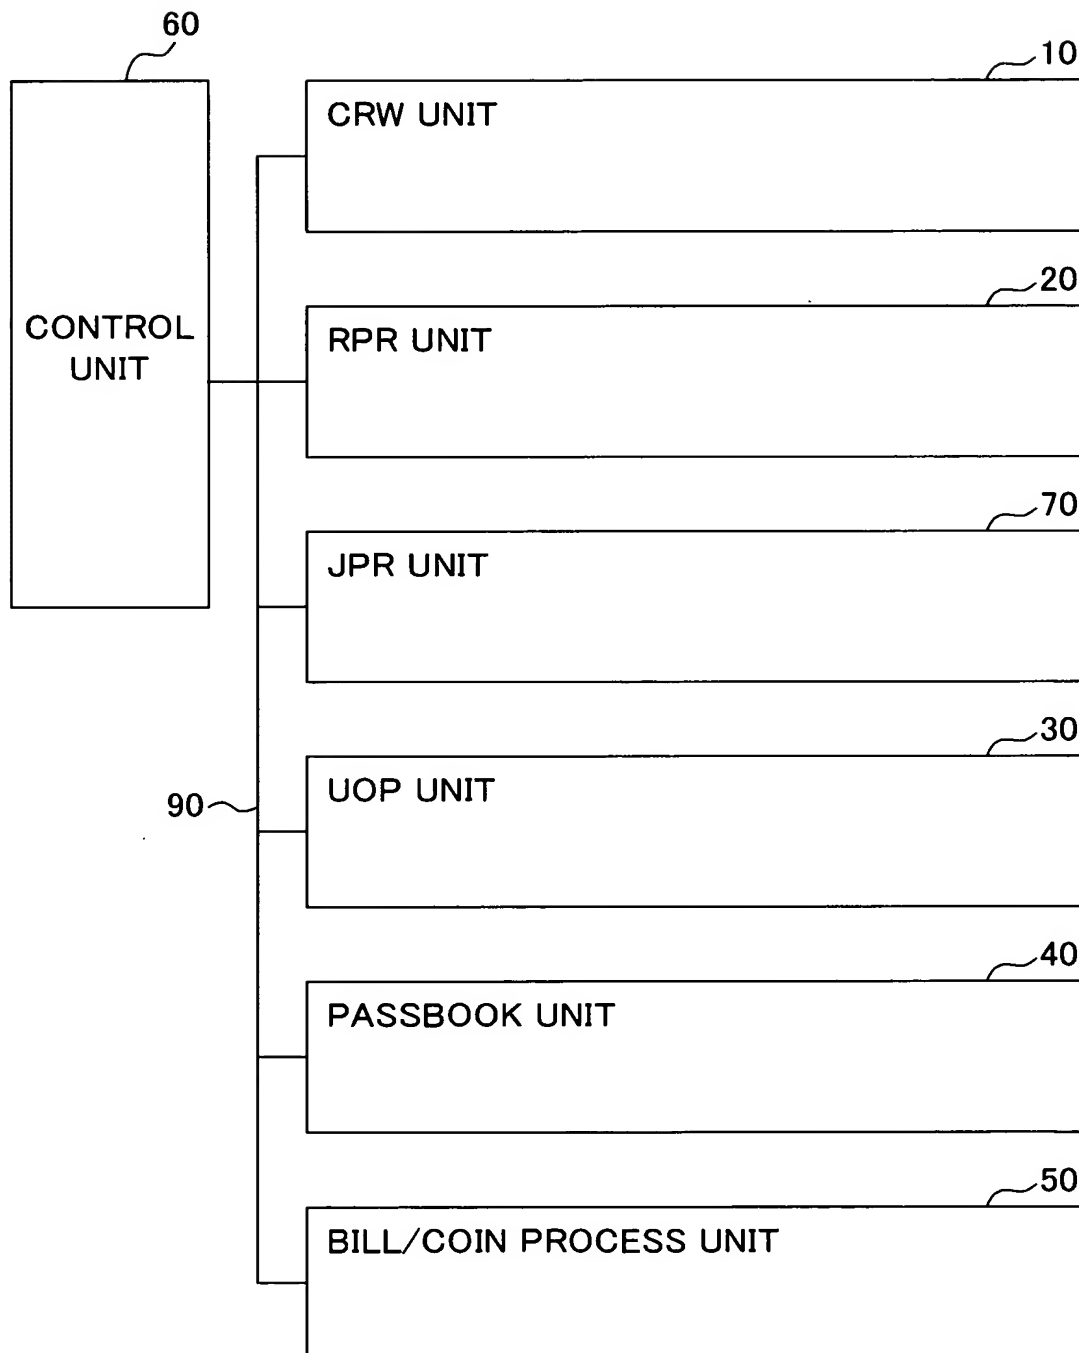 60
10
CRW UNIT
20
CONTROL
UNIT
RPR UNIT
70
JPR UNIT
30
UOP UNIT
90
40
PASSBOOK UNIT
50
BILL/COIN PROCESS UNIT